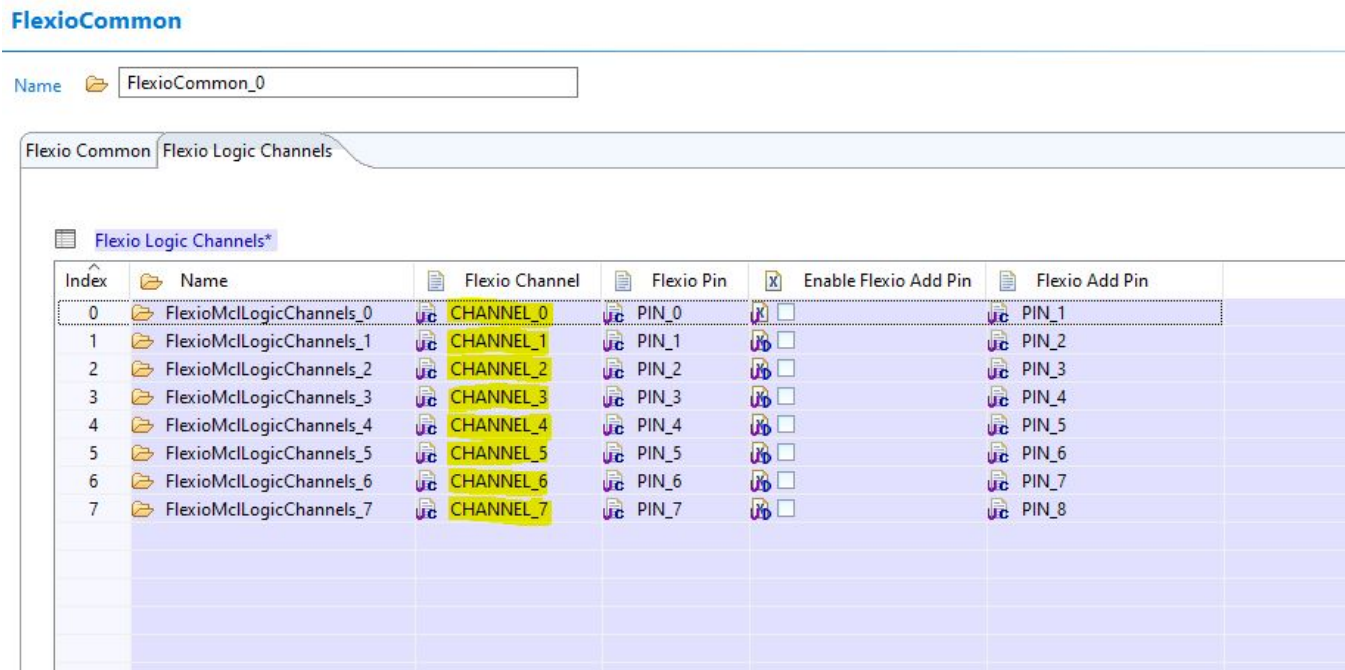 FlexioCommon
Name FlexioCommon_0
Flexio Common Flexio Logic Channels
Flexio Logic Channels*
Index Name Flexio Channel Flexio Pin Enable Flexio Add Pin Flexio Add Pin
0 FlexioMclLogicChannels_0 CHANNEL_0 PIN_0 PIN_1
1 FlexioMclLogicChannels_1 CHANNEL_1 PIN_1 PIN_2
2 FlexioMclLogicChannels_2 CHANNEL_2 PIN_2 PIN_3
3 FlexioMclLogicChannels_3 CHANNEL_3 PIN_3 PIN_4
4 FlexioMclLogicChannels_4 CHANNEL_4 PIN_4 PIN_5
5 FlexioMclLogicChannels_5 CHANNEL_5 PIN_5 PIN_6
6 FlexioMclLogicChannels_6 CHANNEL_6 PIN_6 PIN_7
7 FlexioMclLogicChannels_7 CHANNEL_7 PIN_7 PIN_8